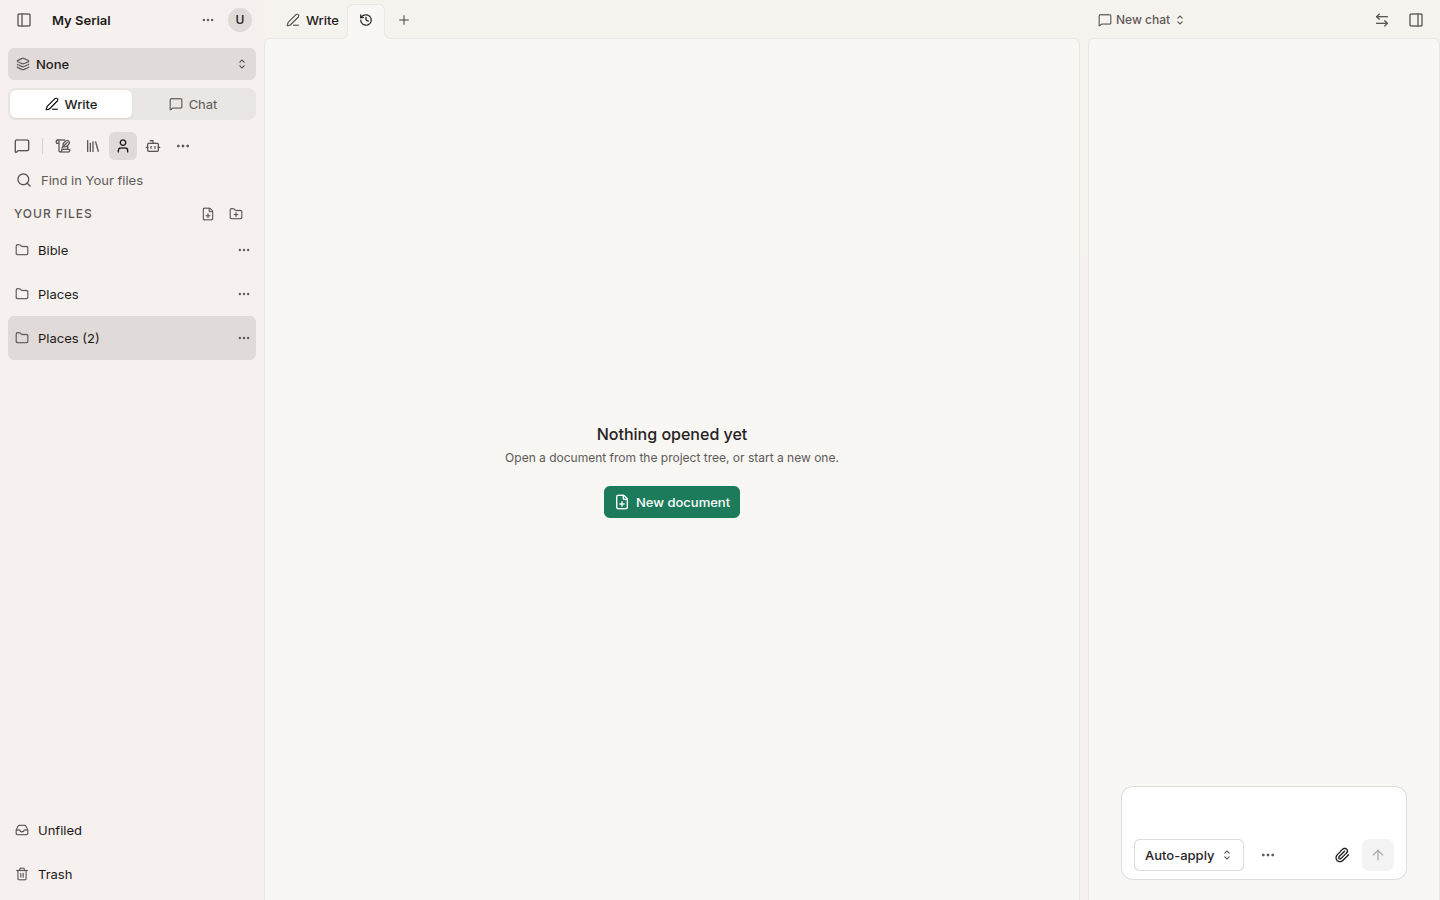 My Serial
U
Write
New chat
None
Write
Chat
Find in Your files
YOUR FILES
Bible
Places
Places (2)
Nothing opened yet
Open a document from the project tree, or start a new one.
New document
Unfiled
Trash
Auto-apply